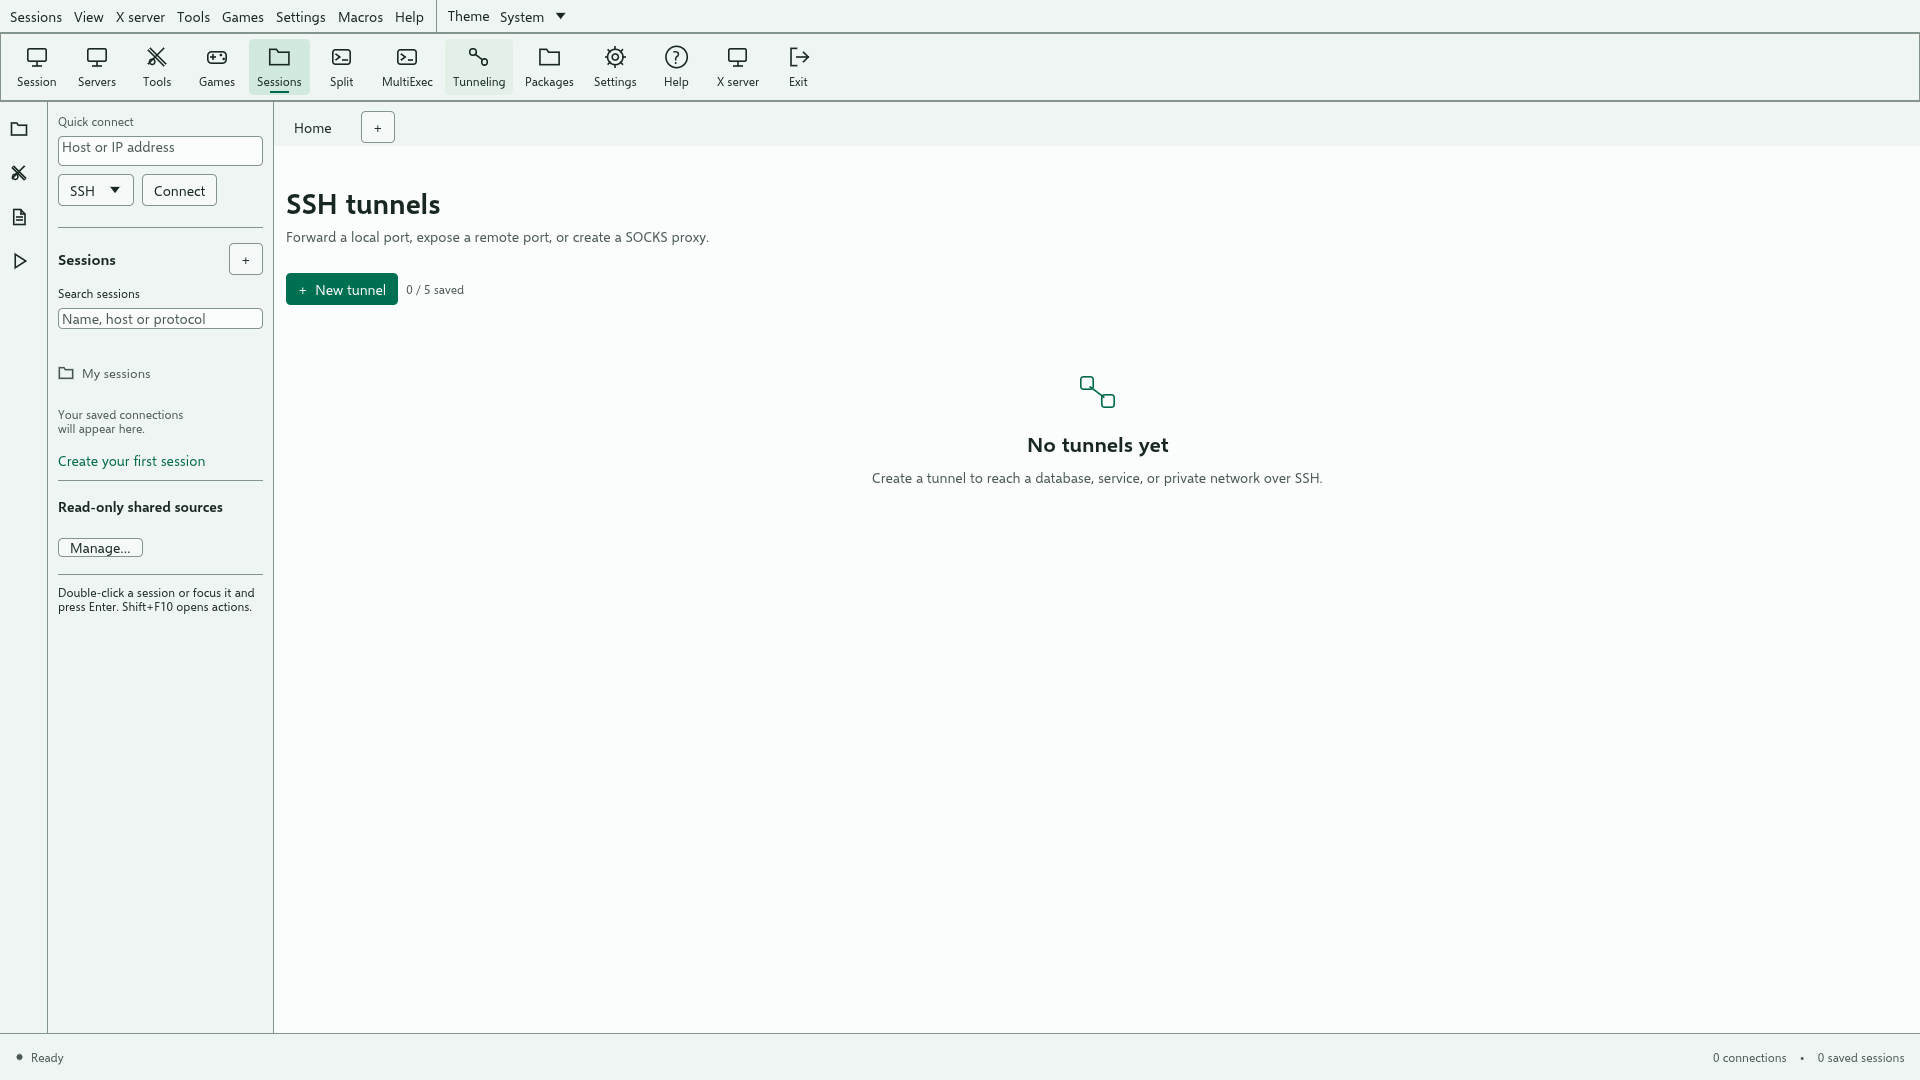 Sessions View X server Tools Games Settings Macros Help Theme System
Session Servers Tools Games Sessions Split MultiExec Tunneling Packages Settings Help X server Exit
Quick connect
Host or IP address
SSH Connect
Sessions +
Search sessions
Name, host or protocol
My sessions
Your saved connections
will appear here.
Create your first session
Read-only shared sources
Manage...
Double-click a session or focus it and
press Enter. Shift+F10 opens actions.
Home +
SSH tunnels
Forward a local port, expose a remote port, or create a SOCKS proxy.
+ New tunnel 0 / 5 saved
No tunnels yet
Create a tunnel to reach a database, service, or private network over SSH.
Ready
0 connections • 0 saved sessions